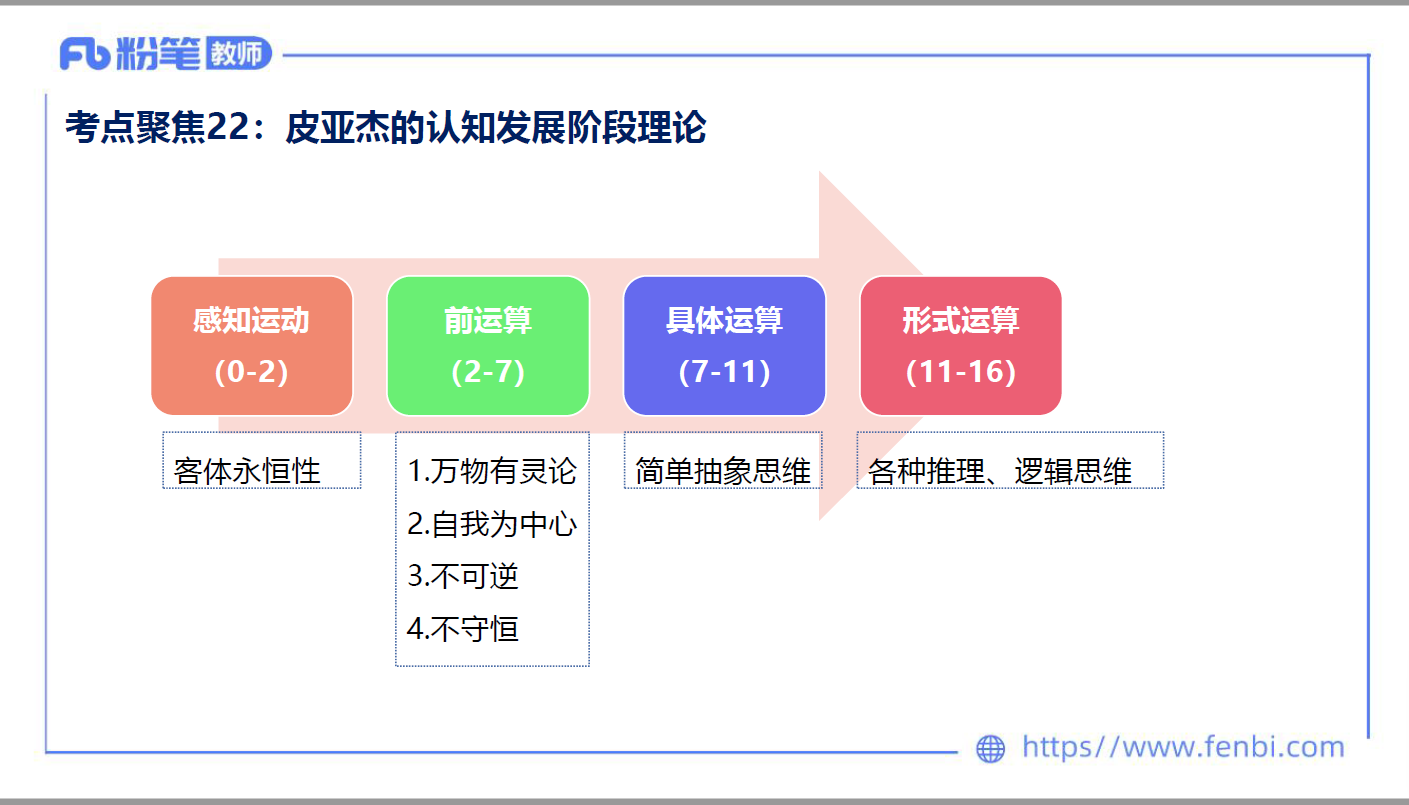 粉笔教师
考点聚焦22：皮亚杰的认知发展阶段理论
感知运动
（0-2）
前运算
（2-7）
具体运算
（7-11）
形式运算
（11-16）
客体永恒性
1.万物有灵论
2.自我为中心
3.不可逆
4.不守恒
简单抽象思维
各种推理、逻辑思维
https//www.fenbi.com